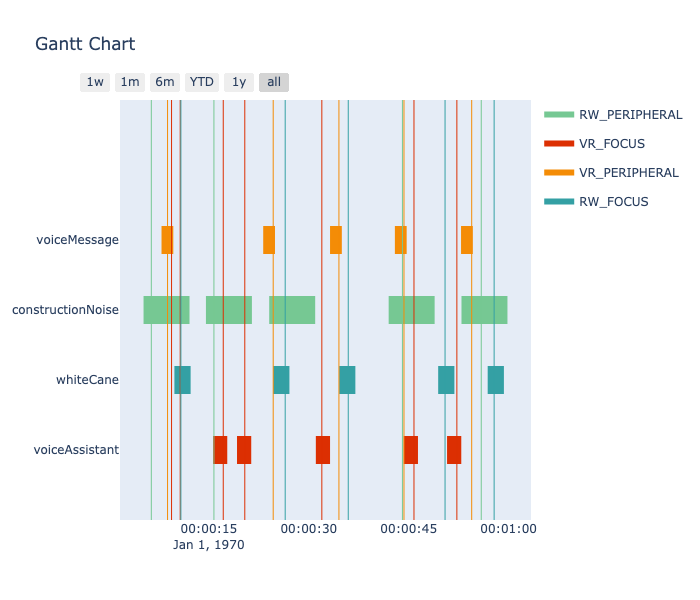 Gantt Chart
1w 1m 6m YTD 1y all
RW_PERIPHERAL
VR_FOCUS
VR_PERIPHERAL
RW_FOCUS
voiceMessage
constructionNoise
whiteCane
voiceAssistant
00:00:15 00:00:30 00:00:45 00:01:00
Jan 1, 1970